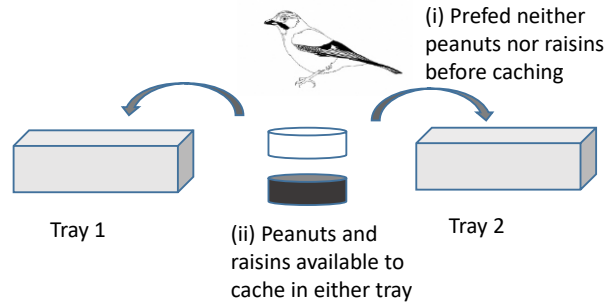 (i) Prefed neither
peanuts nor raisins
before caching
Tray 1
(ii) Peanuts and
raisins available to
cache in either tray
Tray 2